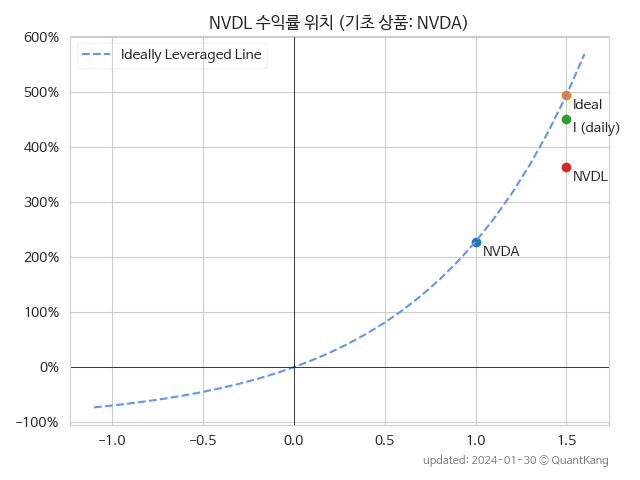 NVDL 수익률 위치 (기초 상품: NVDA)
600%
500%
400%
300%
200%
100%
0%
−100%
Ideally Leveraged Line
Ideal
I (daily)
NVDL
NVDA
−1.0
−0.5
0.0
0.5
1.0
1.5
updated: 2024-01-30 © QuantKang